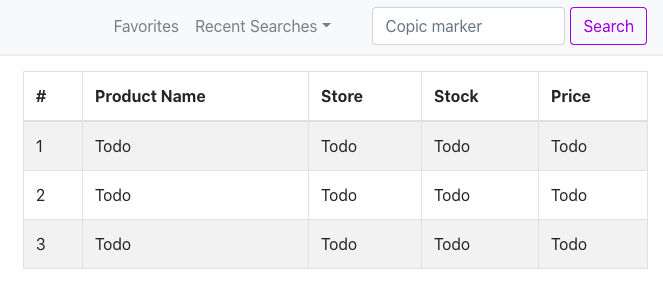 Favorites Recent Searches Copic marker Search
# Product Name Store Stock Price
1 Todo Todo Todo Todo
2 Todo Todo Todo Todo
3 Todo Todo Todo Todo